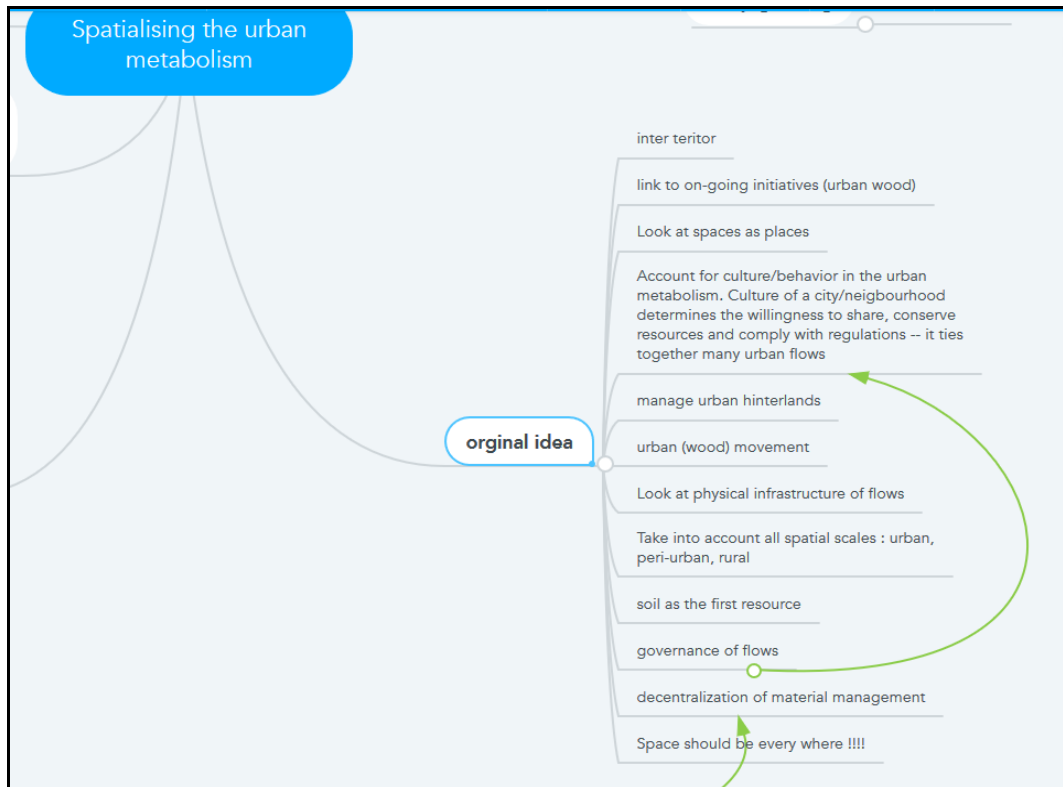 Spatialising the urban
metabolism
inter teritor
link to on-going initiatives (urban wood)
Look at spaces as places
Account for culture/behavior in the urban
metabolism. Culture of a city/neigbourhood
determines the willingness to share, conserve
resources and comply with regulations -- it ties
together many urban flows
manage urban hinterlands
orginal idea
urban (wood) movement
Look at physical infrastructure of flows
Take into account all spatial scales : urban,
peri-urban, rural
soil as the first resource
governance of flows
decentralization of material management
Space should be every where !!!!